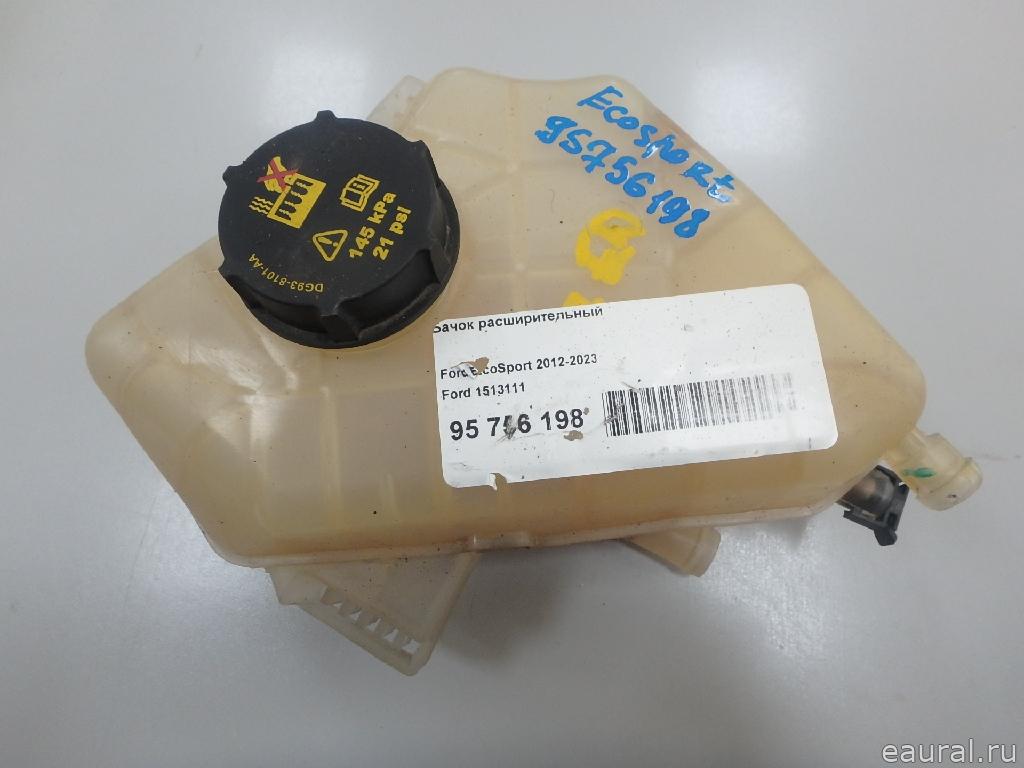 Ecosport
95756198
145 kPa
21 psi
DG93-8101-AA
Бачок расширительный
Ford EcoSport 2012-2023
Ford 1513111
95 756 198
eaural.ru